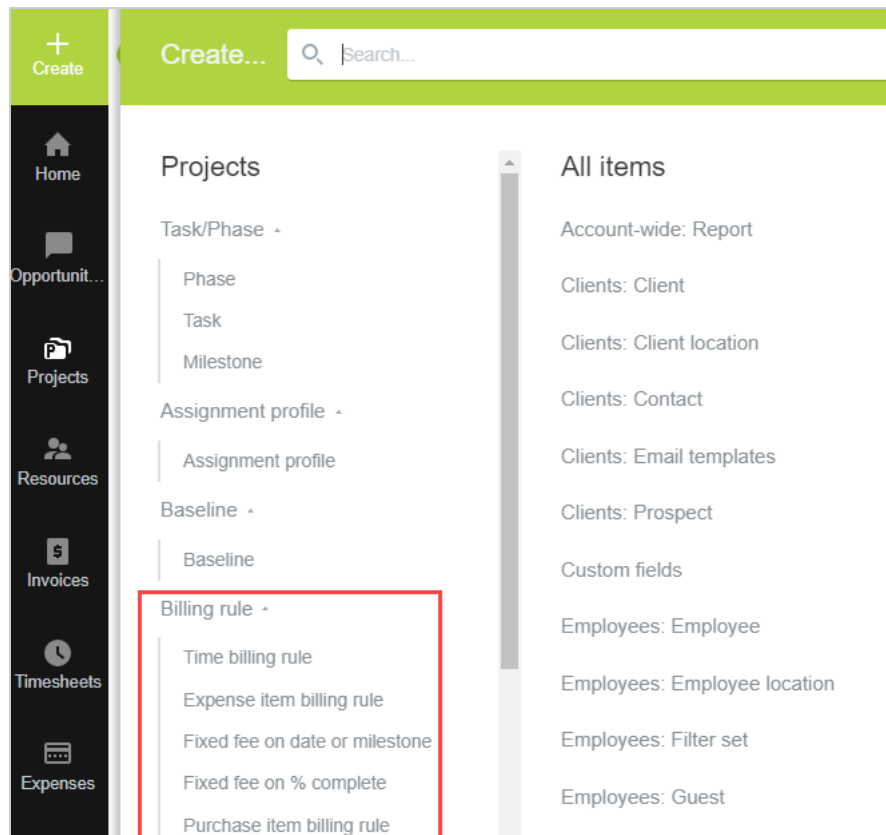 Create
Home
Opportunit...
Projects
Resources
Invoices
Timesheets
Expenses
Create...
Search...
Projects
Task/Phase
Phase
Task
Milestone
Assignment profile
Assignment profile
Baseline
Baseline
Billing rule
Time billing rule
Expense item billing rule
Fixed fee on date or milestone
Fixed fee on % complete
Purchase item billing rule
All items
Account-wide: Report
Clients: Client
Clients: Client location
Clients: Contact
Clients: Email templates
Clients: Prospect
Custom fields
Employees: Employee
Employees: Employee location
Employees: Filter set
Employees: Guest